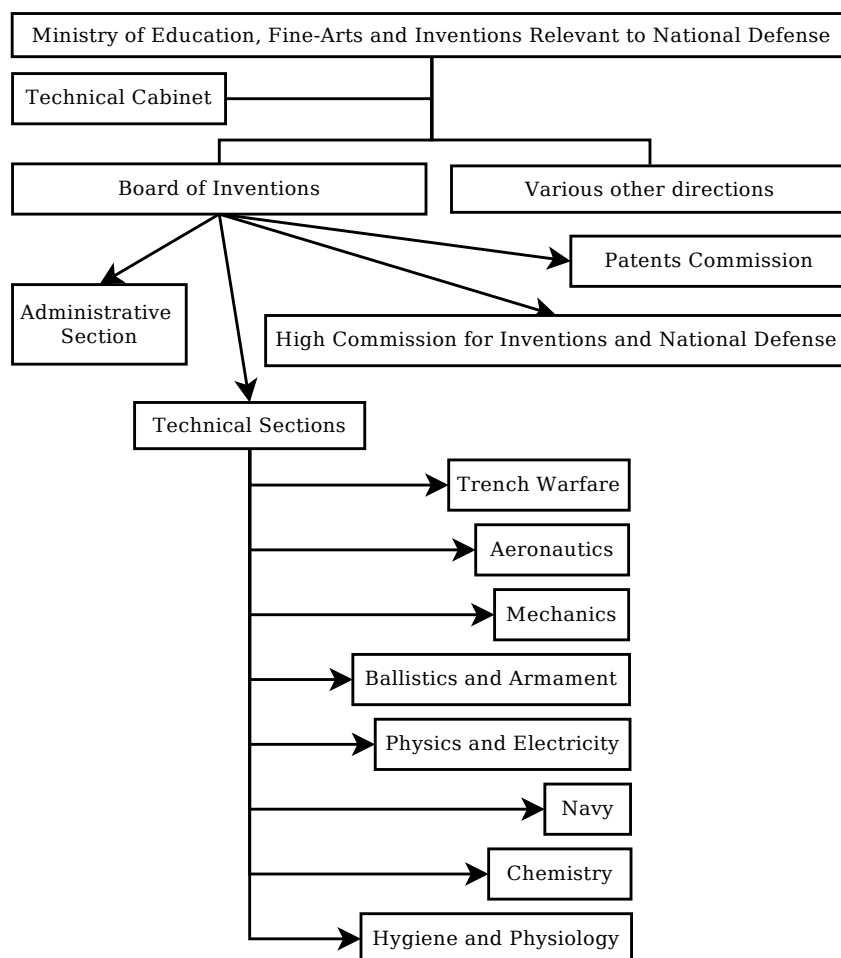 Ministry of Education, Fine-Arts and Inventions Relevant to National Defense
Technical Cabinet
Board of Inventions
Various other directions
Patents Commission
Administrative
Section
High Commission for Inventions and National Defense
Technical Sections
Trench Warfare
Aeronautics
Mechanics
Ballistics and Armament
Physics and Electricity
Navy
Chemistry
Hygiene and Physiology